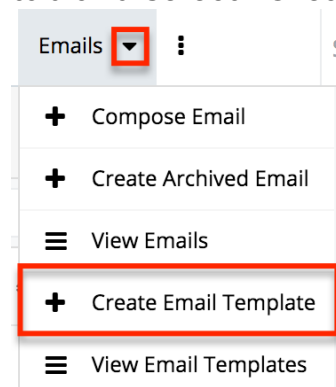 Emails
Compose Email
Create Archived Email
View Emails
Create Email Template
View Email Templates